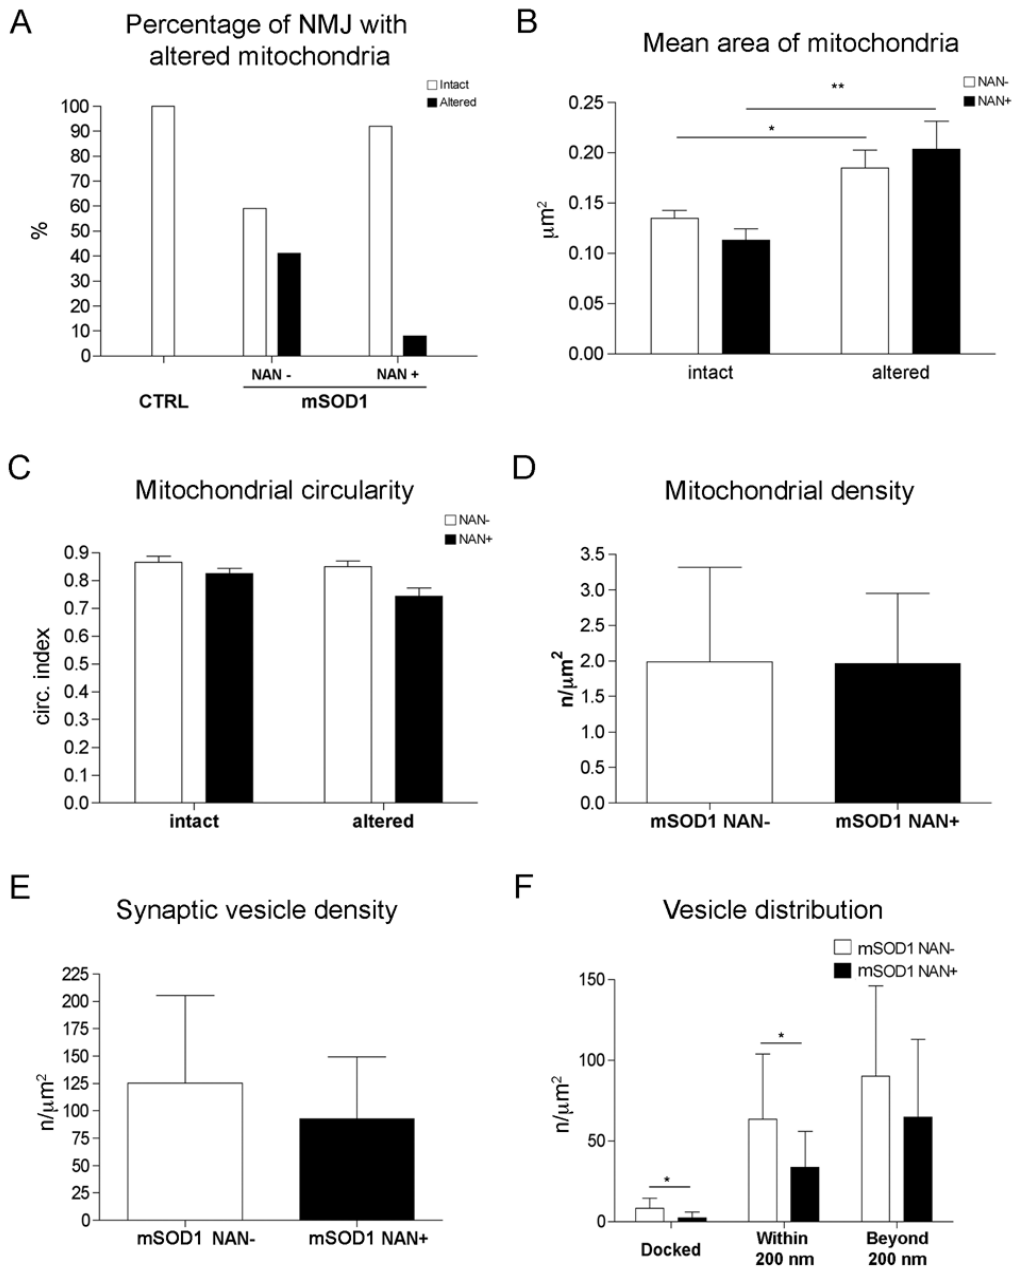 A
Percentage of NMJ with
altered mitochondria
Intact
Altered
100
90
80
70
60
50
40
30
20
10
0
%
NAN -
NAN +
CTRL
mSOD1
B
Mean area of mitochondria
NAN-
NAN+
**
*
0.25
0.20
0.15
0.10
0.05
0.00
μm²
intact
altered
C
Mitochondrial circularity
NAN-
NAN+
0.9
0.8
0.7
0.6
0.5
0.4
0.3
0.2
0.1
0.0
circ. index
intact
altered
D
Mitochondrial density
3.5
3.0
2.5
2.0
1.5
1.0
0.5
0.0
n/μm²
mSOD1 NAN-
mSOD1 NAN+
E
Synaptic vesicle density
225
200
175
150
125
100
75
50
25
0
n/μm²
mSOD1 NAN-
mSOD1 NAN+
F
Vesicle distribution
mSOD1 NAN-
mSOD1 NAN+
150
100
50
0
n/μm²
*
*
Docked
Within
200 nm
Beyond
200 nm